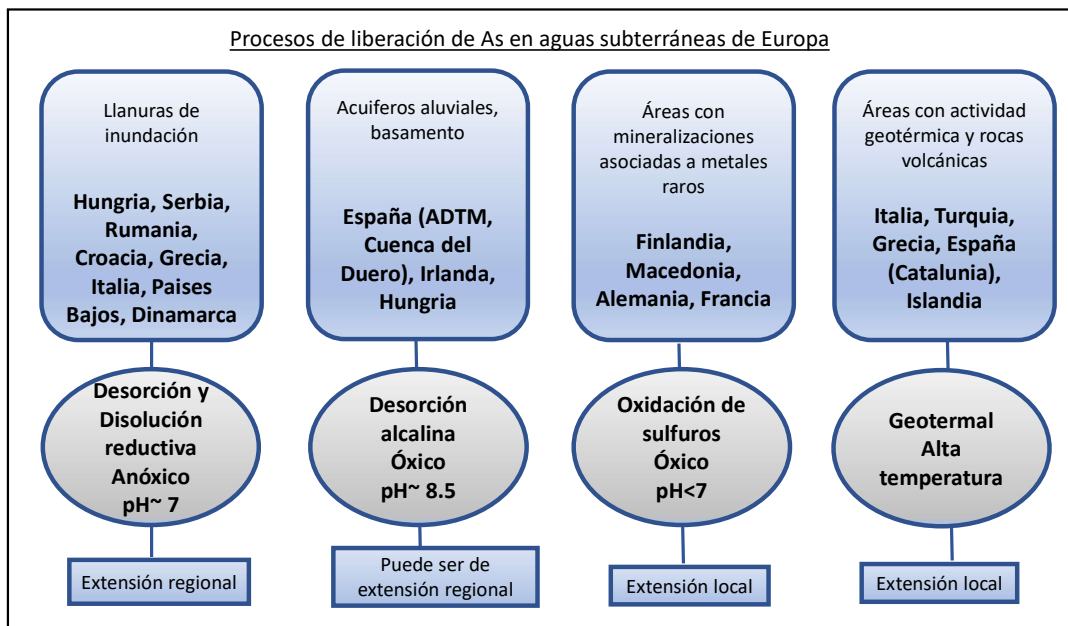 Procesos de liberación de As en aguas subterráneas de Europa
Llanuras de
inundación
Hungria, Serbia,
Rumania,
Croacia, Grecia,
Italia, Paises
Bajos, Dinamarca
Desorción y
Disolución
reductiva
Anóxico
pH~ 7
Extensión regional
Acuiferos aluviales,
basamento
España (ADTM,
Cuenca del
Duero), Irlanda,
Hungria
Desorción
alcalina
Óxico
pH~ 8.5
Puede ser de
extensión regional
Áreas con
mineralizaciones
asociadas a metales
raros
Finlandia,
Macedonia,
Alemania, Francia
Oxidación de
sulfuros
Óxico
pH<7
Extensión local
Áreas con actividad
geotérmica y rocas
volcánicas
Italia, Turquia,
Grecia, España
(Catalunia),
Islandia
Geotermal
Alta
temperatura
Extensión local